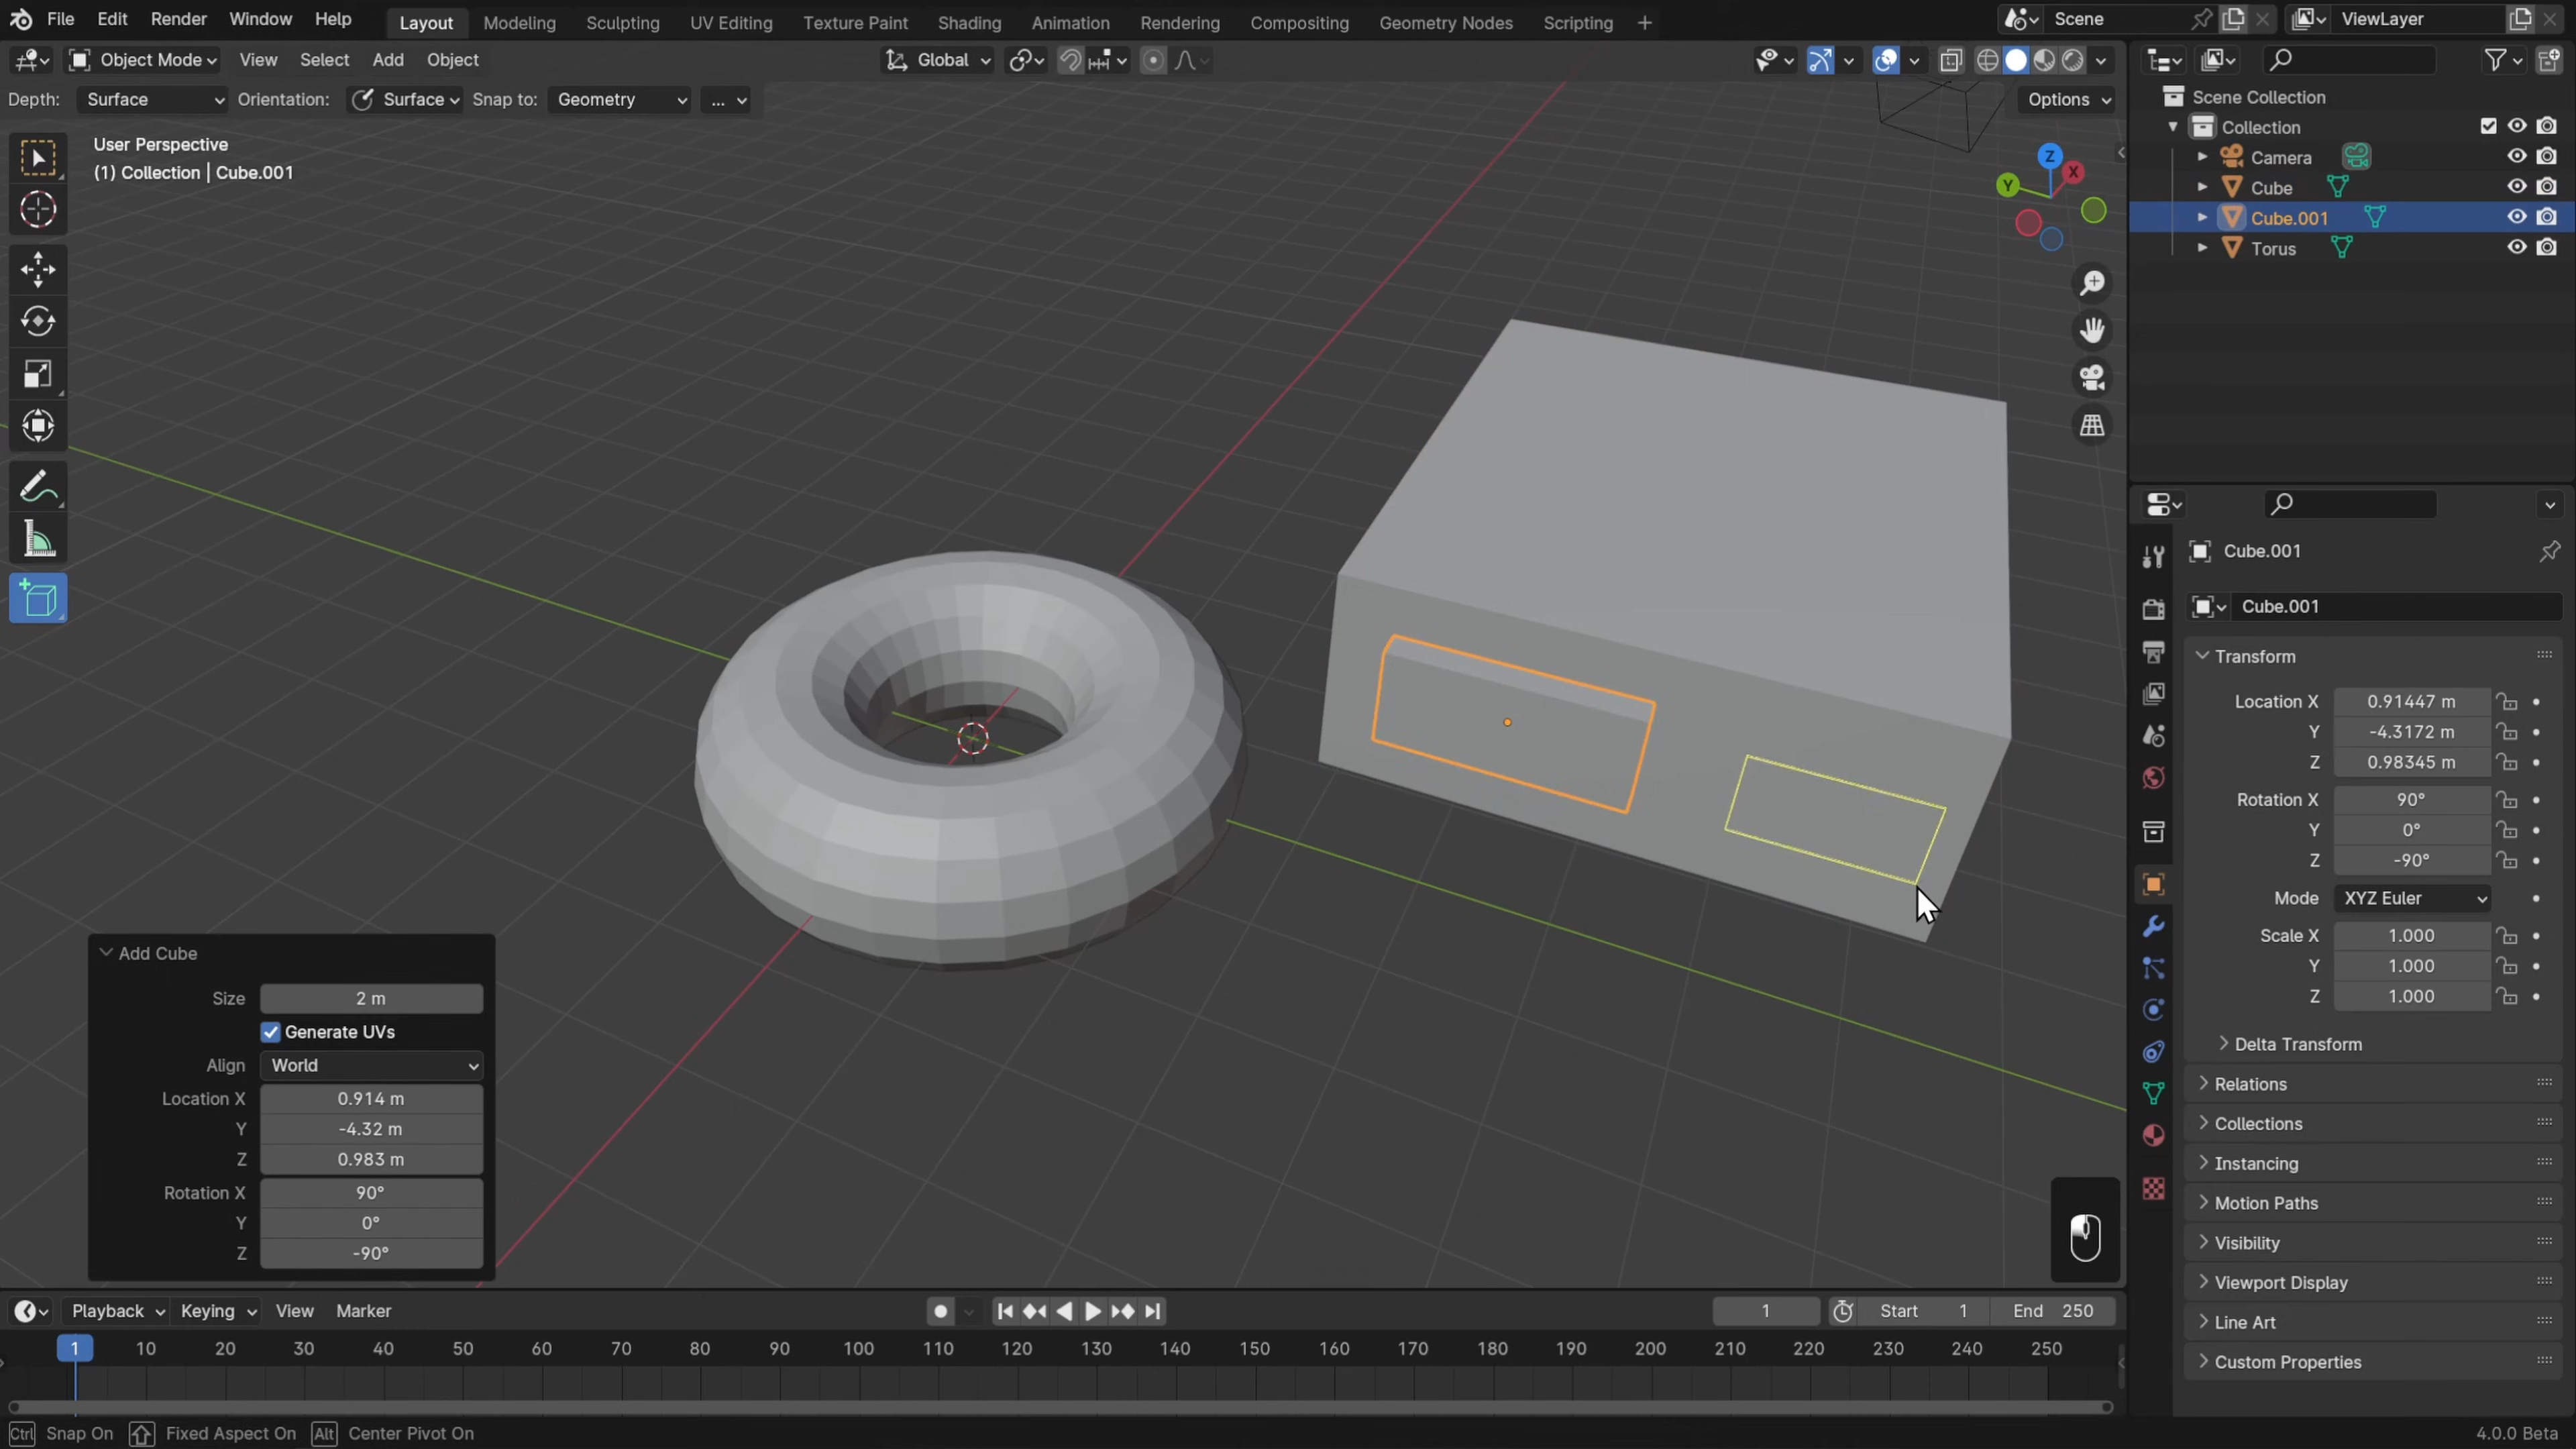 File Edit Render Window Help Layout Modeling Sculpting UV Editing Texture Paint Shading Animation Rendering Compositing Geometry Nodes Scripting + Scene ViewLayer
Object Mode View Select Add Object Global
Depth: Surface Orientation: Surface Snap to: Geometry ... Options
User Perspective
(1) Collection | Cube.001
Z
X
Y
Scene Collection
Collection
Camera
Cube
Cube.001
Torus
Cube.001
Cube.001
Transform
Location X 0.91447 m
Y -4.3172 m
Z 0.98345 m
Rotation X 90°
Y 0°
Z -90°
Mode XYZ Euler
Scale X 1.000
Y 1.000
Z 1.000
Delta Transform
Relations
Collections
Instancing
Motion Paths
Visibility
Viewport Display
Line Art
Custom Properties
Add Cube
Size 2 m
Generate UVs
Align World
Location X 0.914 m
Y -4.32 m
Z 0.983 m
Rotation X 90°
Y 0°
Z -90°
Playback Keying View Marker 1 Start 1 End 250
1 10 20 30 40 50 60 70 80 90 100 110 120 130 140 150 160 170 180 190 200 210 220 230 240 250
Ctrl Snap On Fixed Aspect On Alt Center Pivot On 4.0.0 Beta